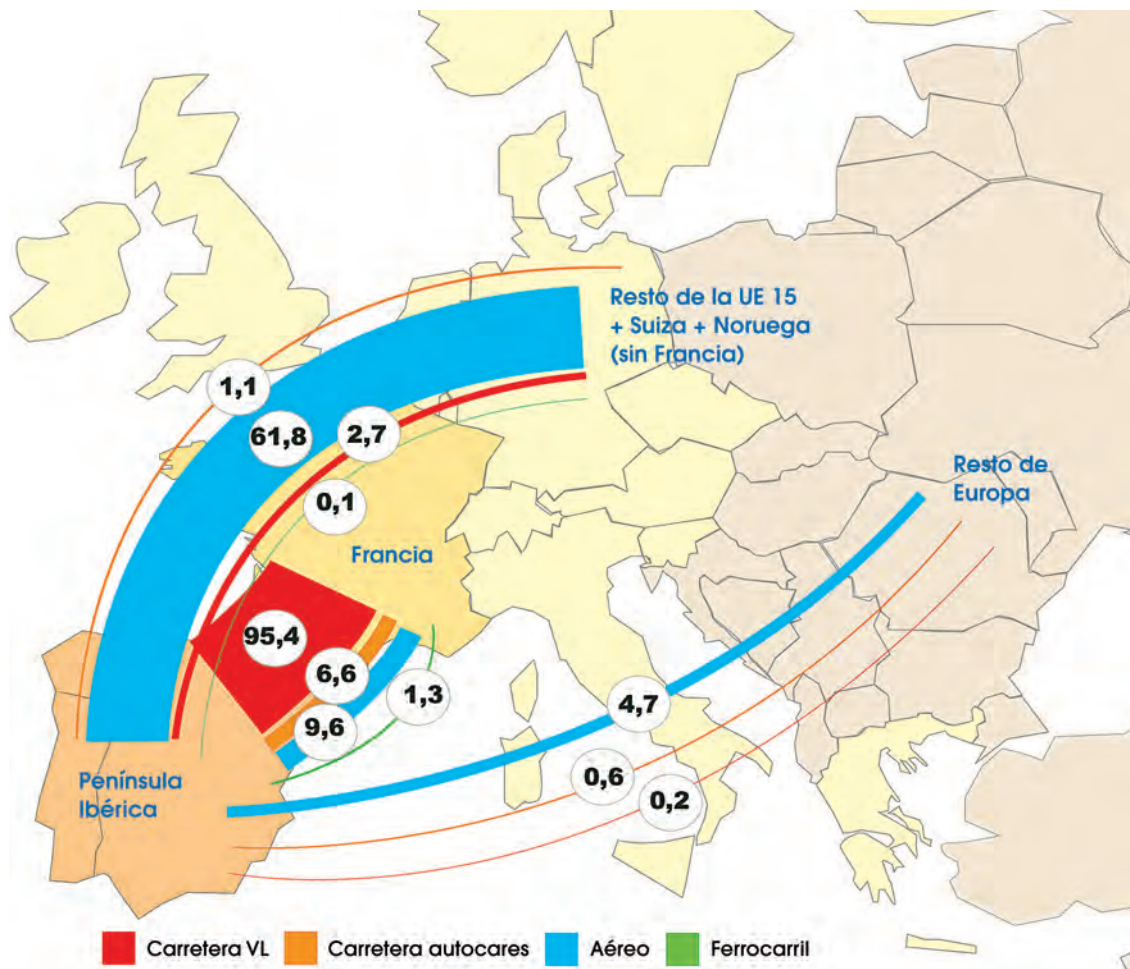 Resto de la UE 15
+ Suiza + Noruega
(sin Francia)
1,1
61,8
2,7
0,1
Resto de
Europa
Francia
95,4
6,6
1,3
9,6
4,7
Península
Ibérica
0,6
0,2
Carretera VL
Carretera autocares
Aéreo
Ferrocarril